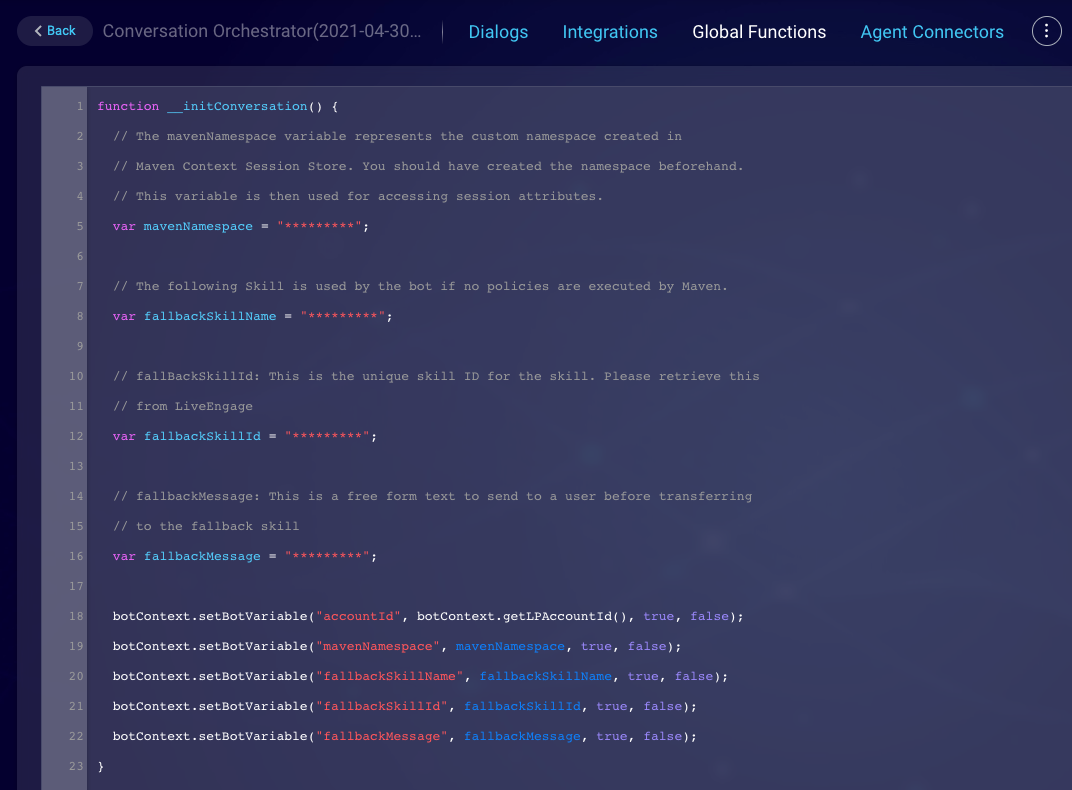 Back
Conversation Orchestrator(2021-04-30...
Dialogs
Integrations
Global Functions
Agent Connectors
1 function __initConversation() {
2 // The mavenNamespace variable represents the custom namespace created in
3 // Maven Context Session Store. You should have created the namespace beforehand.
4 // This variable is then used for accessing session attributes.
5 var mavenNamespace = "*********";
6
7 // The following Skill is used by the bot if no policies are executed by Maven.
8 var fallbackSkillName = "*********";
9
10 // fallBackSkillId: This is the unique skill ID for the skill. Please retrieve this
11 // from LiveEngage
12 var fallbackSkillId = "*********";
13
14 // fallbackMessage: This is a free form text to send to a user before transferring
15 // to the fallback skill
16 var fallbackMessage = "*********";
17
18 botContext.setBotVariable("accountId", botContext.getLPAccountId(), true, false);
19 botContext.setBotVariable("mavenNamespace", mavenNamespace, true, false);
20 botContext.setBotVariable("fallbackSkillName", fallbackSkillName, true, false);
21 botContext.setBotVariable("fallbackSkillId", fallbackSkillId, true, false);
22 botContext.setBotVariable("fallbackMessage", fallbackMessage, true, false);
23 }